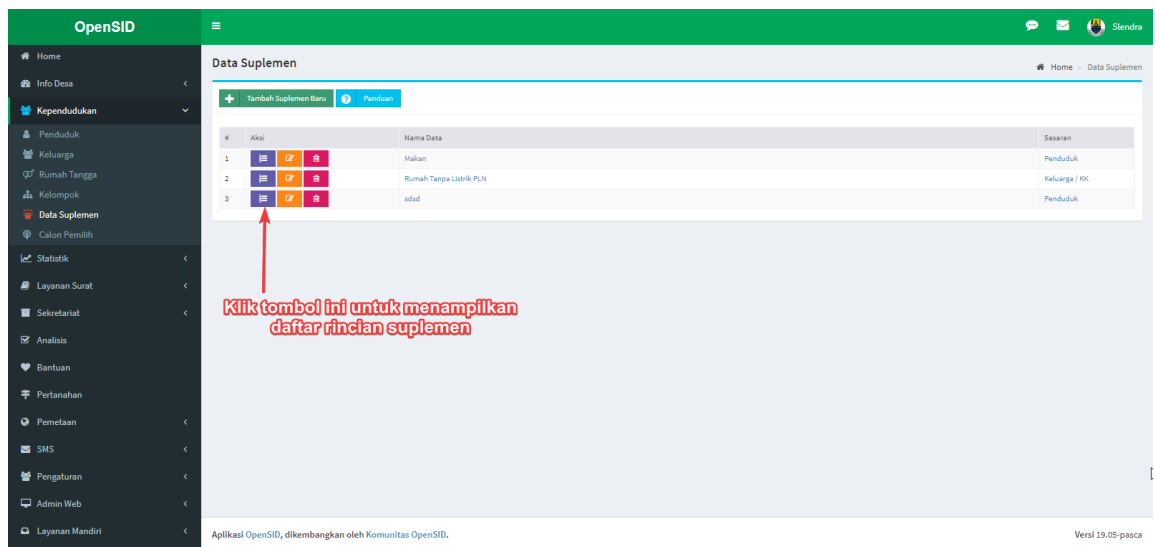 OpenSID
Slendra
Home
Info Desa
Kependudukan
Penduduk
Keluarga
Rumah Tangga
Kelompok
Data Suplemen
Calon Pemilih
Statistik
Layanan Surat
Sekretariat
Analisis
Bantuan
Pertanahan
Pemetaan
SMS
Pengaturan
Admin Web
Layanan Mandiri
Data Suplemen
Home > Data Suplemen
Tambah Suplemen Baru Panduan
# Aksi Nama Data Sasaran
1 Makan Penduduk
2 Rumah Tanpa Listrik PLN Keluarga / KK
3 sdsd Penduduk
Klik tombol ini untuk menampilkan
daftar rincian suplemen
Aplikasi OpenSID, dikembangkan oleh Komunitas OpenSID. Versi 19.05-pasca